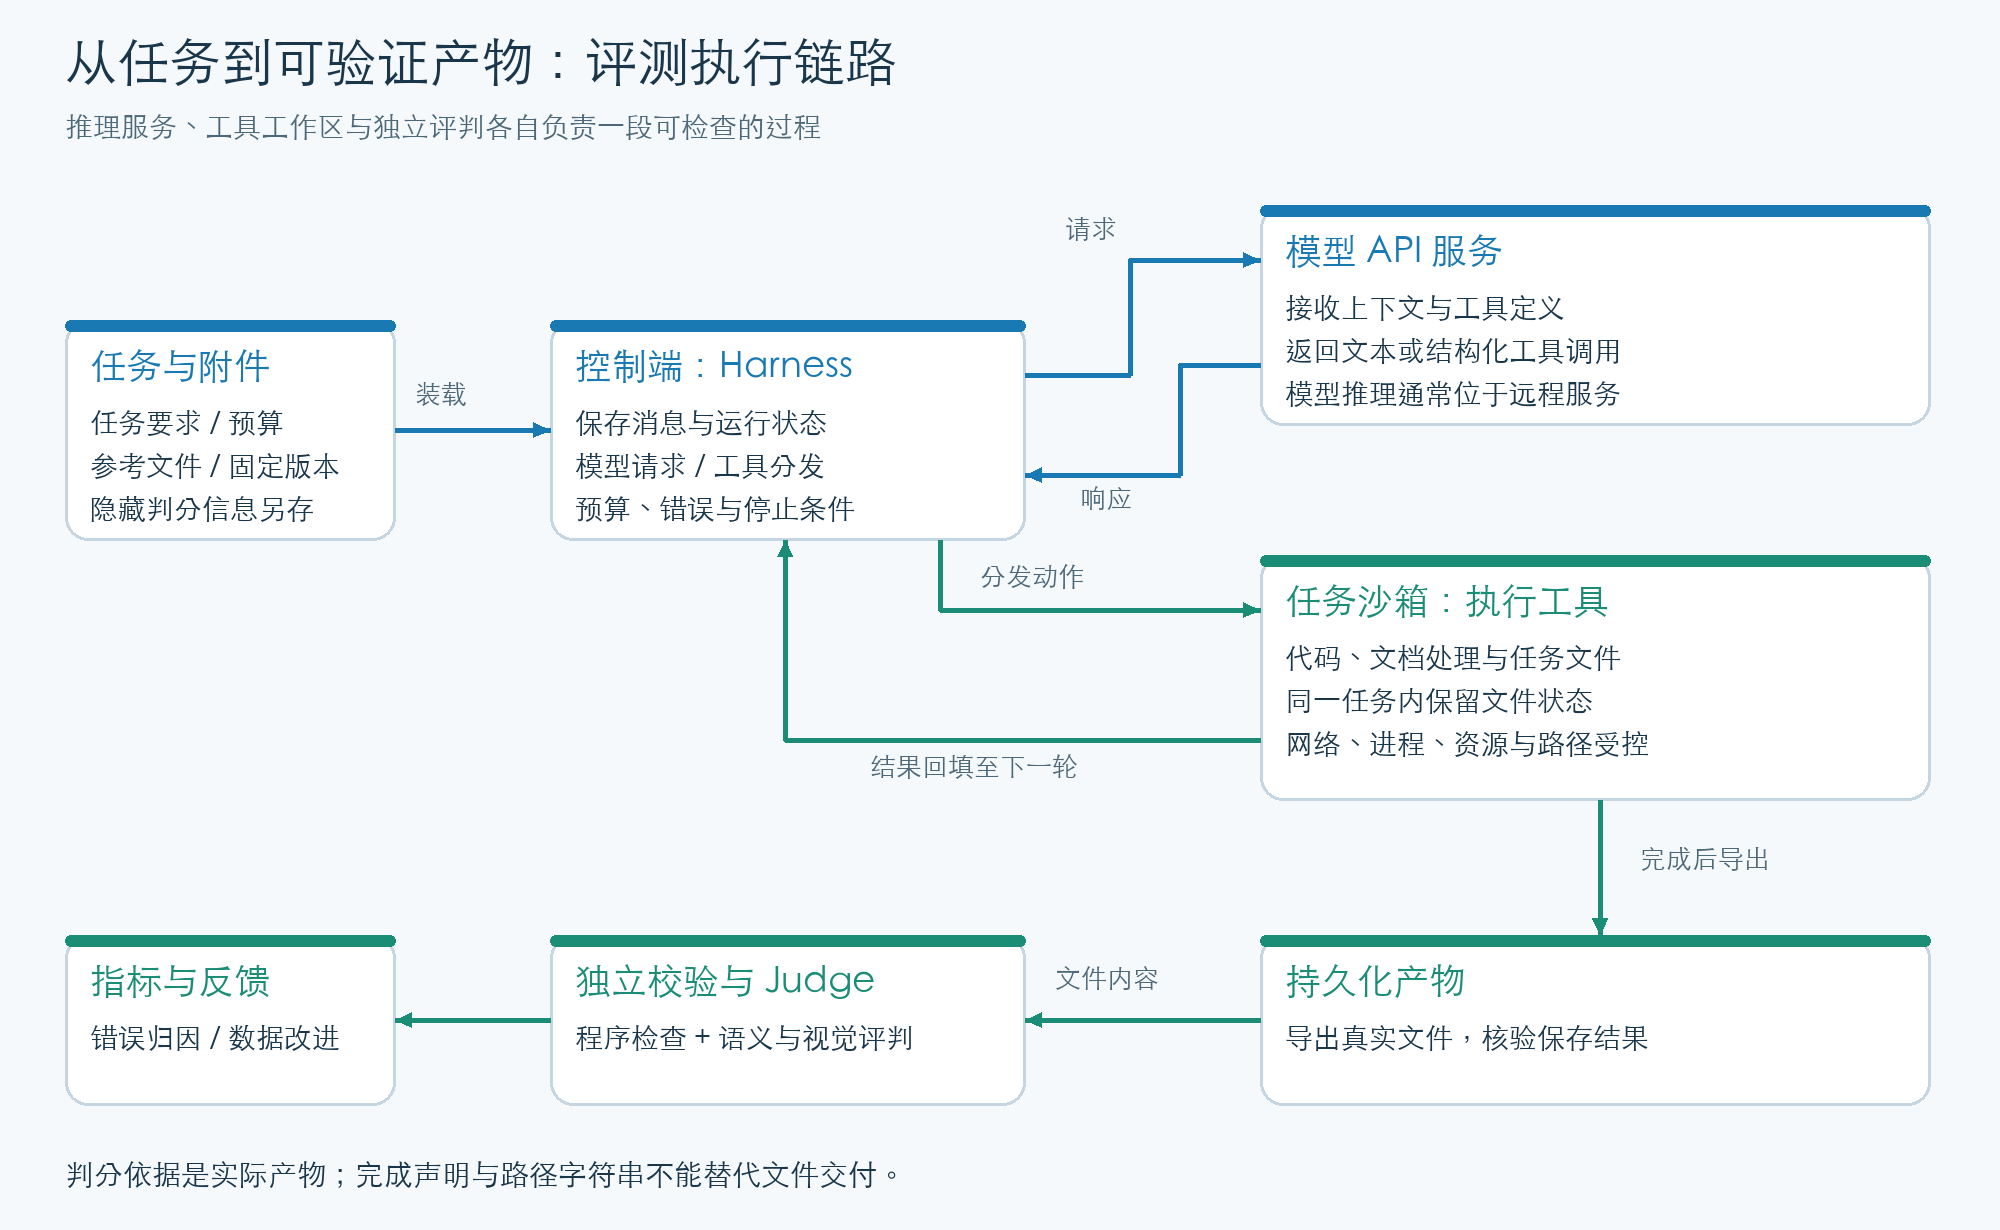 从任务到可验证产物：评测执行链路
推理服务、工具工作区与独立评判各自负责一段可检查的过程
任务与附件
任务要求 / 预算
参考文件 / 固定版本
隐藏判分信息另存
装载
控制端：Harness
保存消息与运行状态
模型请求 / 工具分发
预算、错误与停止条件
请求
响应
模型 API 服务
接收上下文与工具定义
返回文本或结构化工具调用
模型推理通常位于远程服务
分发动作
结果回填至下一轮
任务沙箱：执行工具
代码、文档处理与任务文件
同一任务内保留文件状态
网络、进程、资源与路径受控
完成后导出
持久化产物
导出真实文件，核验保存结果
文件内容
独立校验与 Judge
程序检查 + 语义与视觉评判
指标与反馈
错误归因 / 数据改进
判分依据是实际产物；完成声明与路径字符串不能替代文件交付。